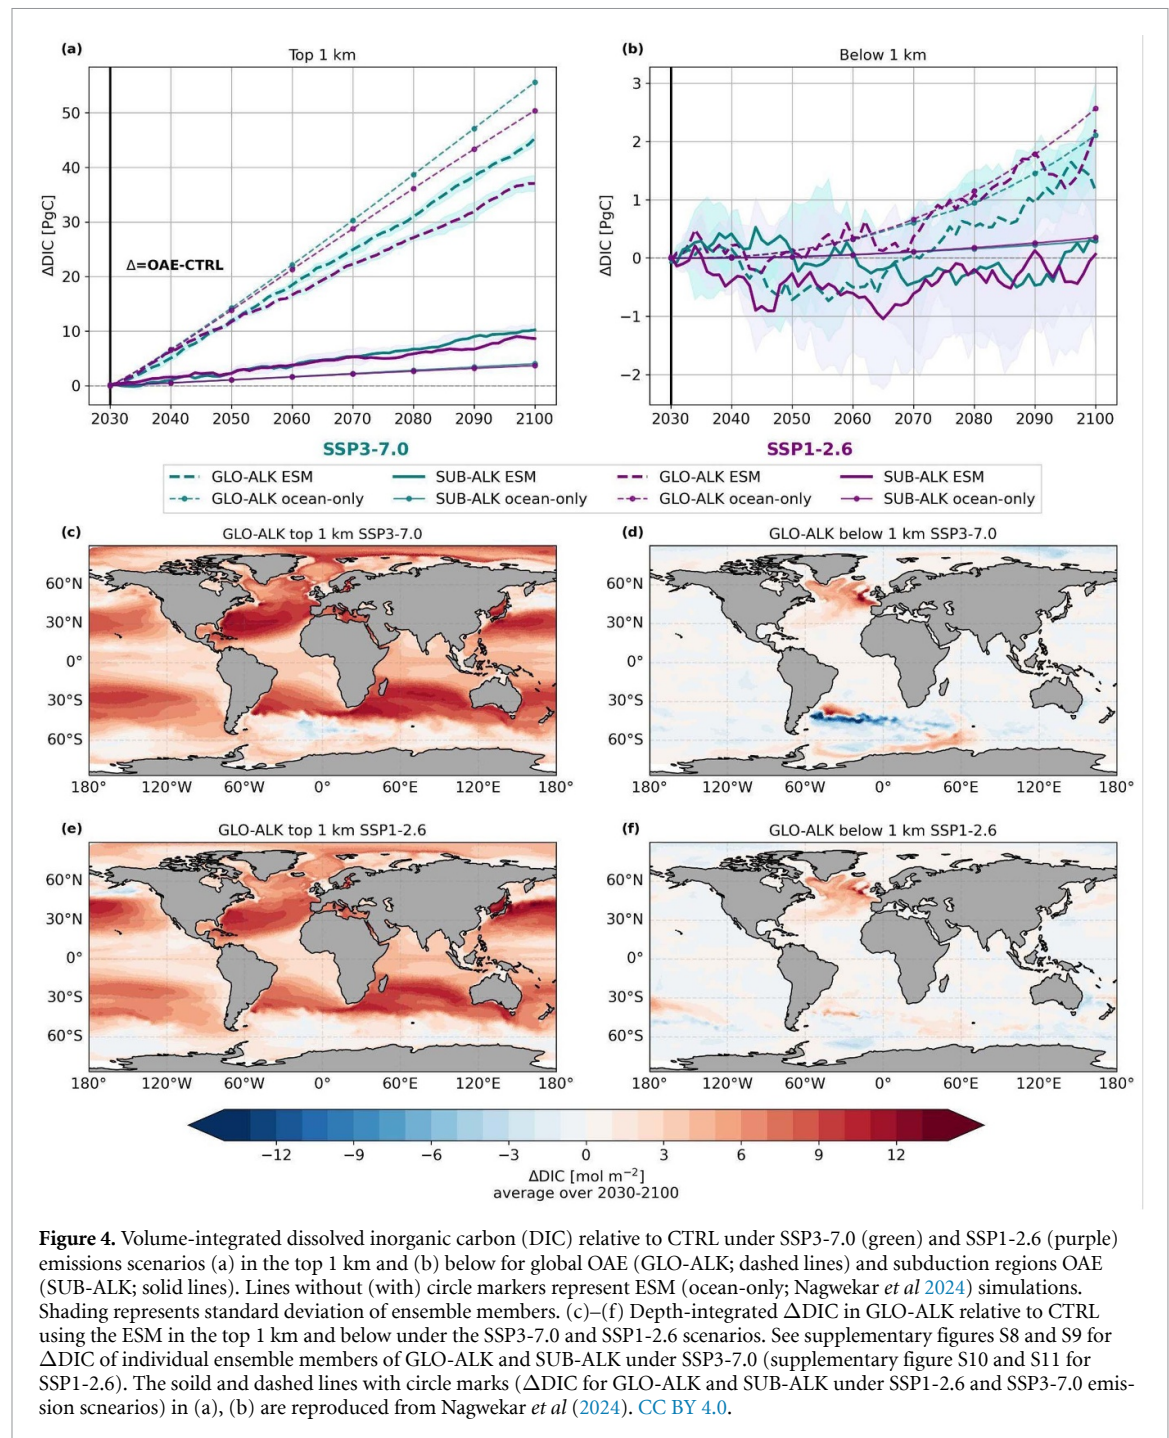 (a)
Top 1 km
ΔDIC [PgC]
50
40
30
20
10
0
Δ=OAE-CTRL
2030 2040 2050 2060 2070 2080 2090 2100
(b)
Below 1 km
ΔDIC [PgC]
3
2
1
0
−1
−2
2030 2040 2050 2060 2070 2080 2090 2100
SSP3-7.0 SSP1-2.6
GLO-ALK ESM SUB-ALK ESM GLO-ALK ESM SUB-ALK ESM
GLO-ALK ocean-only SUB-ALK ocean-only GLO-ALK ocean-only SUB-ALK ocean-only
(c)
GLO-ALK top 1 km SSP3-7.0
60°N
30°N
0°
30°S
60°S
180° 120°W 60°W 0° 60°E 120°E 180°
(d)
GLO-ALK below 1 km SSP3-7.0
60°N
30°N
0°
30°S
60°S
180° 120°W 60°W 0° 60°E 120°E 180°
(e)
GLO-ALK top 1 km SSP1-2.6
60°N
30°N
0°
30°S
60°S
180° 120°W 60°W 0° 60°E 120°E 180°
(f)
GLO-ALK below 1 km SSP1-2.6
60°N
30°N
0°
30°S
60°S
180° 120°W 60°W 0° 60°E 120°E 180°
−12 −9 −6 −3 0 3 6 9 12
ΔDIC [mol m⁻²]
average over 2030-2100
Figure 4. Volume-integrated dissolved inorganic carbon (DIC) relative to CTRL under SSP3-7.0 (green) and SSP1-2.6 (purple)
emissions scenarios (a) in the top 1 km and (b) below for global OAE (GLO-ALK; dashed lines) and subduction regions OAE
(SUB-ALK; solid lines). Lines without (with) circle markers represent ESM (ocean-only; Nagwekar et al 2024) simulations.
Shading represents standard deviation of ensemble members. (c)–(f) Depth-integrated ΔDIC in GLO-ALK relative to CTRL
using the ESM in the top 1 km and below under the SSP3-7.0 and SSP1-2.6 scenarios. See supplementary figures S8 and S9 for
ΔDIC of individual ensemble members of GLO-ALK and SUB-ALK under SSP3-7.0 (supplementary figure S10 and S11 for
SSP1-2.6). The soild and dashed lines with circle marks (ΔDIC for GLO-ALK and SUB-ALK under SSP1-2.6 and SSP3-7.0 emis-
sion scnearios) in (a), (b) are reproduced from Nagwekar et al (2024). CC BY 4.0.